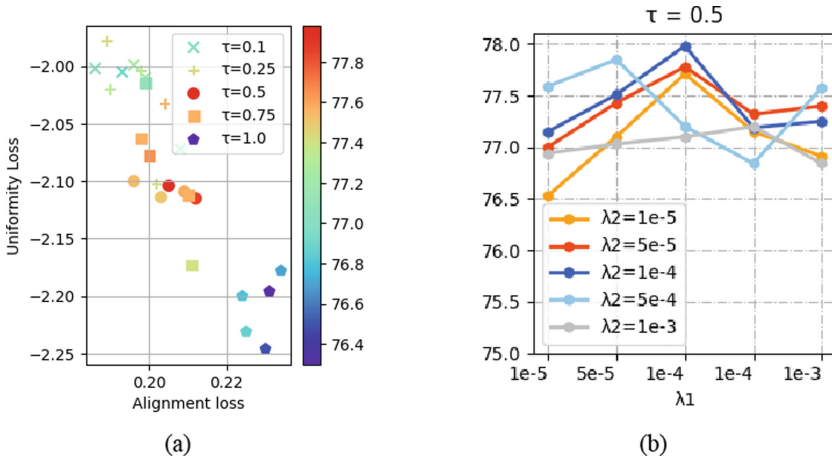 −2.00
−2.05
−2.10
−2.15
−2.20
−2.25
Uniformity Loss
0.20 0.22
Alignment loss
τ=0.1
τ=0.25
τ=0.5
τ=0.75
τ=1.0
77.8
77.6
77.4
77.2
77.0
76.8
76.6
76.4
(a)
τ = 0.5
78.0
77.5
77.0
76.5
76.0
75.5
75.0
λ2=1e-5
λ2=5e-5
λ2=1e-4
λ2=5e-4
λ2=1e-3
1e-5 5e-5 1e-4 1e-4 1e-3
λ1
(b)